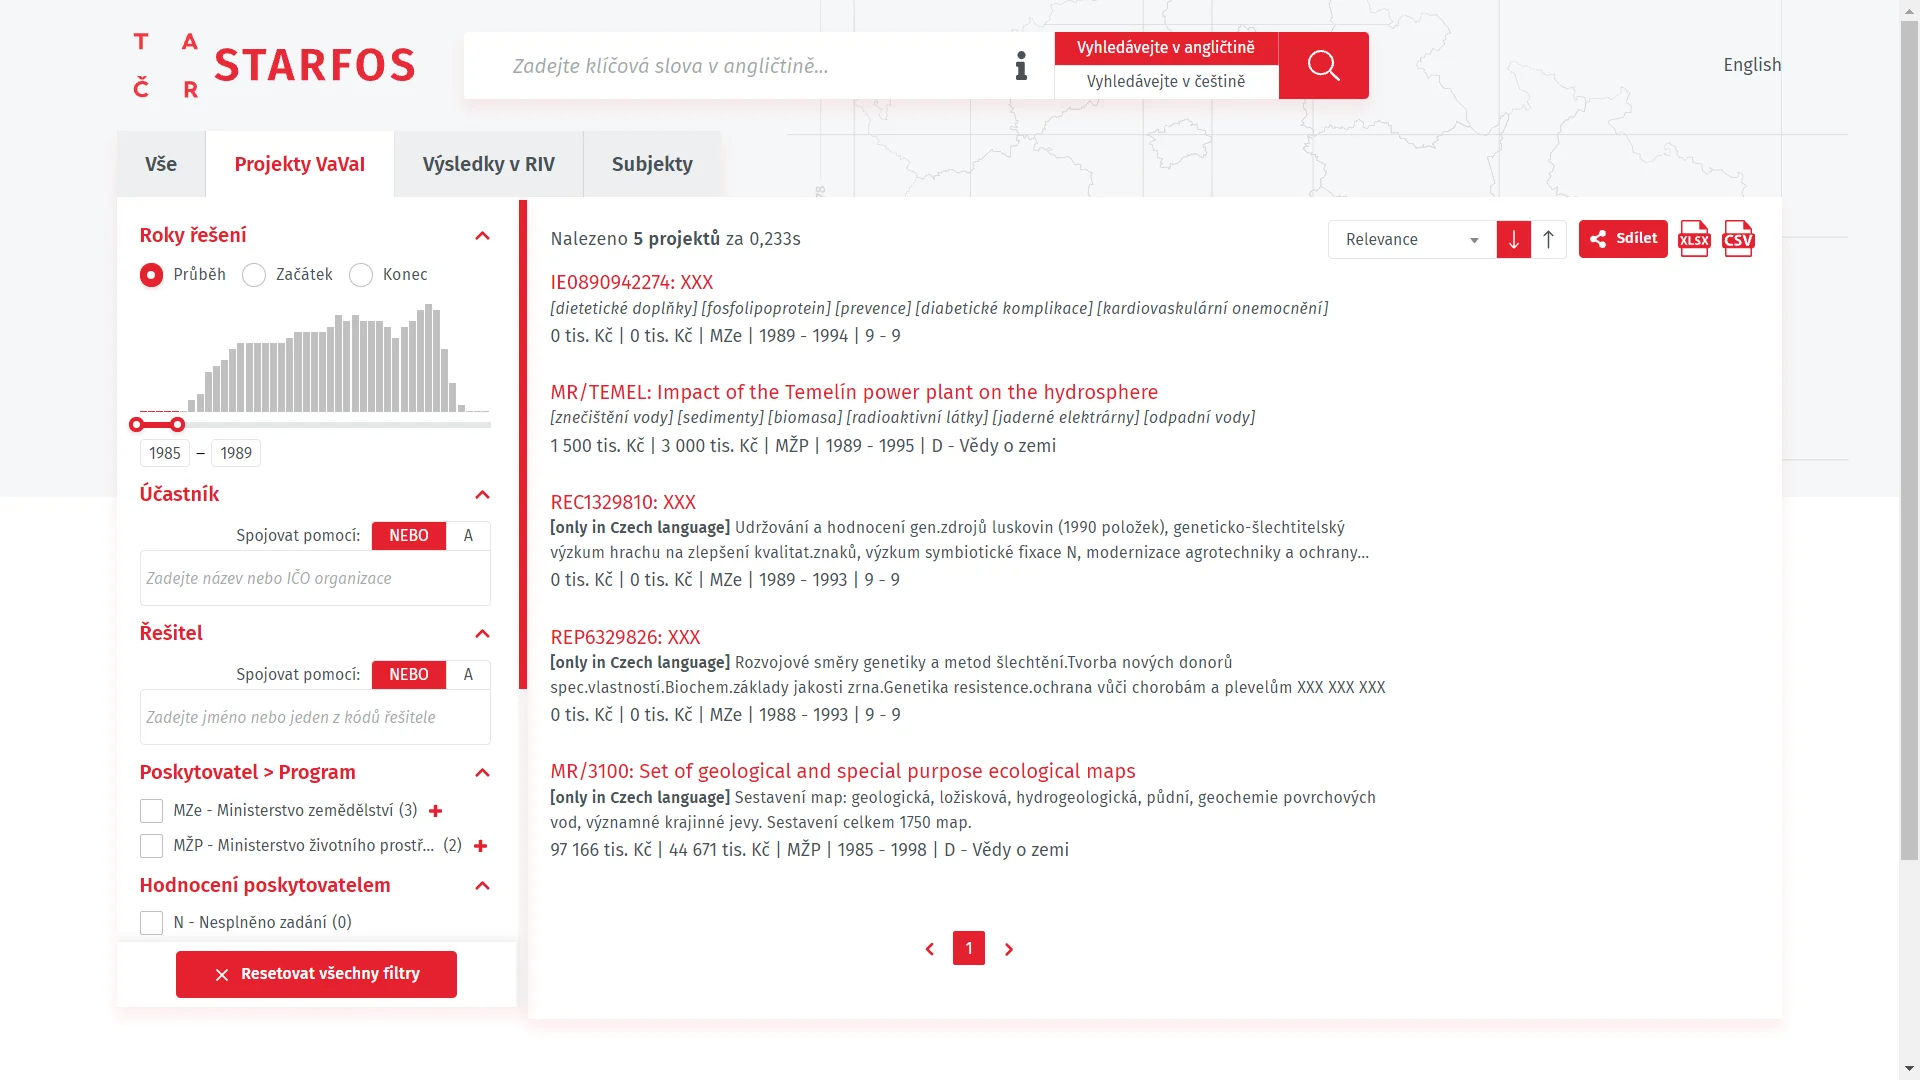 T A
Č R
STARFOS
Zadejte klíčová slova v angličtině...
Vyhledávejte v angličtině
Vyhledávejte v češtině
English
Vše
Projekty VaVaI
Výsledky v RIV
Subjekty
78
Roky řešení
Průběh
Začátek
Konec
1985 – 1989
Účastník
Spojovat pomocí: NEBO A
Zadejte název nebo IČO organizace
Řešitel
Spojovat pomocí: NEBO A
Zadejte jméno nebo jeden z kódů řešitele
Poskytovatel > Program
MZe - Ministerstvo zemědělství (3)
MŽP - Ministerstvo životního prostř... (2)
Hodnocení poskytovatelem
N - Nesplněno zadání (0)
Resetovat všechny filtry
Nalezeno 5 projektů za 0,233s
Relevance
Sdílet
XLSX
CSV
IE0890942274: XXX
[dietetické doplňky] [fosfolipoprotein] [prevence] [diabetické komplikace] [kardiovaskulární onemocnění]
0 tis. Kč | 0 tis. Kč | MZe | 1989 - 1994 | 9 - 9
MR/TEMEL: Impact of the Temelín power plant on the hydrosphere
[znečištění vody] [sedimenty] [biomasa] [radioaktivní látky] [jaderné elektrárny] [odpadní vody]
1 500 tis. Kč | 3 000 tis. Kč | MŽP | 1989 - 1995 | D - Vědy o zemi
REC1329810: XXX
[only in Czech language] Udržování a hodnocení gen.zdrojů luskovin (1990 položek), geneticko-šlechtitelský
výzkum hrachu na zlepšení kvalitat.znaků, výzkum symbiotické fixace N, modernizace agrotechniky a ochrany...
0 tis. Kč | 0 tis. Kč | MZe | 1989 - 1993 | 9 - 9
REP6329826: XXX
[only in Czech language] Rozvojové směry genetiky a metod šlechtění.Tvorba nových donorů
spec.vlastností.Biochem.základy jakosti zrna.Genetika resistence.ochrana vůči chorobám a plevelům XXX XXX XXX
0 tis. Kč | 0 tis. Kč | MZe | 1988 - 1993 | 9 - 9
MR/3100: Set of geological and special purpose ecological maps
[only in Czech language] Sestavení map: geologická, ložisková, hydrogeologická, půdní, geochemie povrchových
vod, významné krajinné jevy. Sestavení celkem 1750 map.
97 166 tis. Kč | 44 671 tis. Kč | MŽP | 1985 - 1998 | D - Vědy o zemi
1